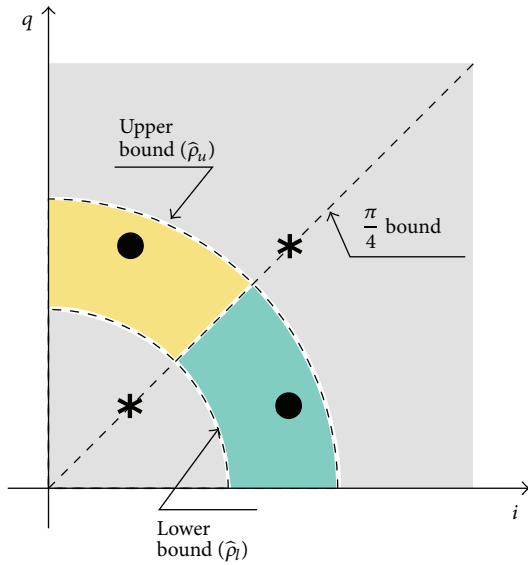 q
Upper
bound (ρ̂ᵤ)
π/4 bound
i
Lower
bound (ρ̂ₗ)